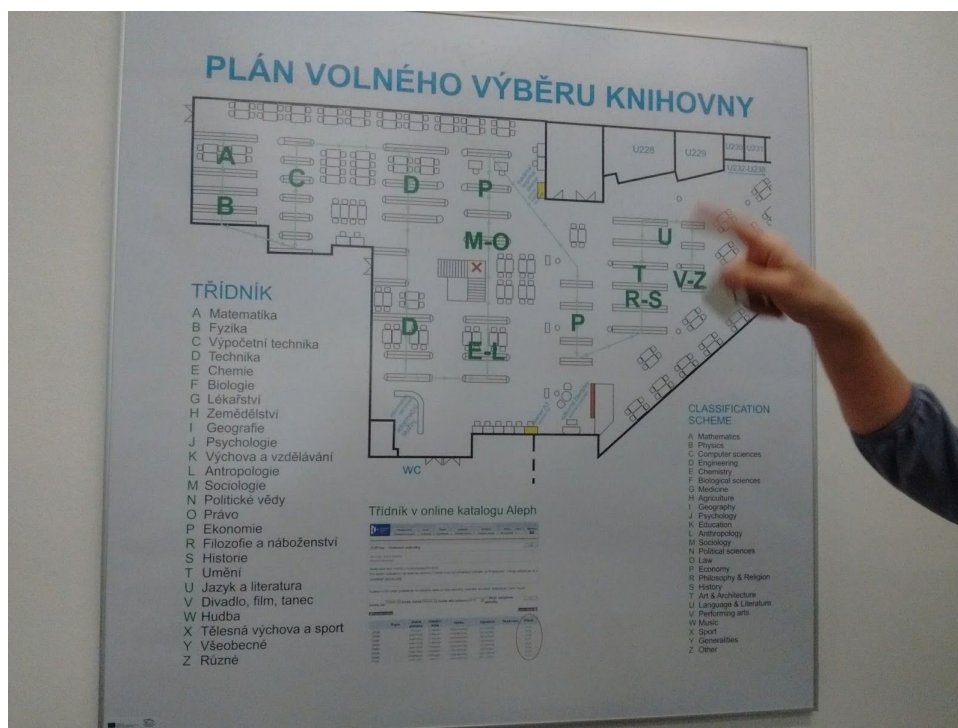 PLÁN VOLNÉHO VÝBĚRU KNIHOVNY
U228
U229
U230
U231
U232-U238
A
C
D
P
B
U
M-O
T
V-Z
R-S
D
P
E-L
WC
TŘÍDNÍK
A Matematika
B Fyzika
C Výpočetní technika
D Technika
E Chemie
F Biologie
G Lékařství
H Zemědělství
I Geografie
J Psychologie
K Výchova a vzdělávání
L Antropologie
M Sociologie
N Politické vědy
O Právo
P Ekonomie
R Filozofie a náboženství
S Historie
T Umění
U Jazyk a literatura
V Divadlo, film, tanec
W Hudba
X Tělesná výchova a sport
Y Všeobecné
Z Různé
Třídník v online katalogu Aleph
CLASSIFICATION
SCHEME
A Mathematics
B Physics
C Computer sciences
D Engineering
E Chemistry
F Biological sciences
G Medicine
H Agriculture
I Geography
J Psychology
K Education
L Anthropology
M Sociology
N Political sciences
O Law
P Economy
R Philosophy & Religion
S History
T Art & Architecture
U Language & Literature
V Performing arts
W Music
X Sport
Y Generalities
Z Other